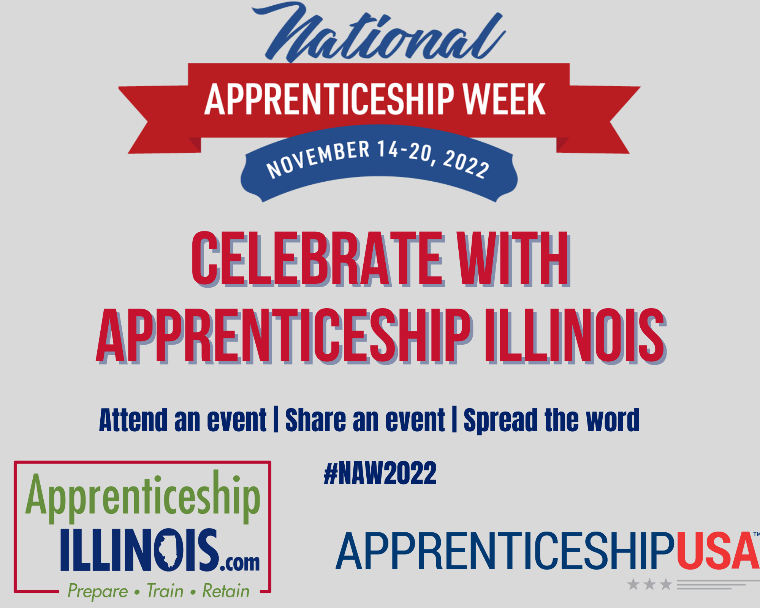 National
APPRENTICESHIP WEEK
NOVEMBER 14-20, 2022
CELEBRATE WITH
APPRENTICESHIP ILLINOIS
Attend an event | Share an event | Spread the word
#NAW2022
Apprenticeship
ILLINOIS.com
Prepare • Train • Retain
APPRENTICESHIPUSA™